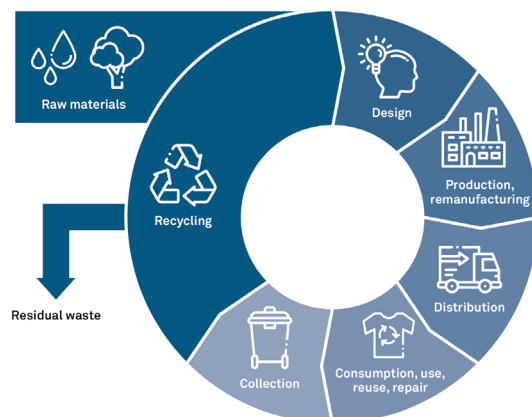 Raw materials
Design
Production,
remanufacturing
Distribution
Consumption, use,
reuse, repair
Collection
Recycling
Residual waste